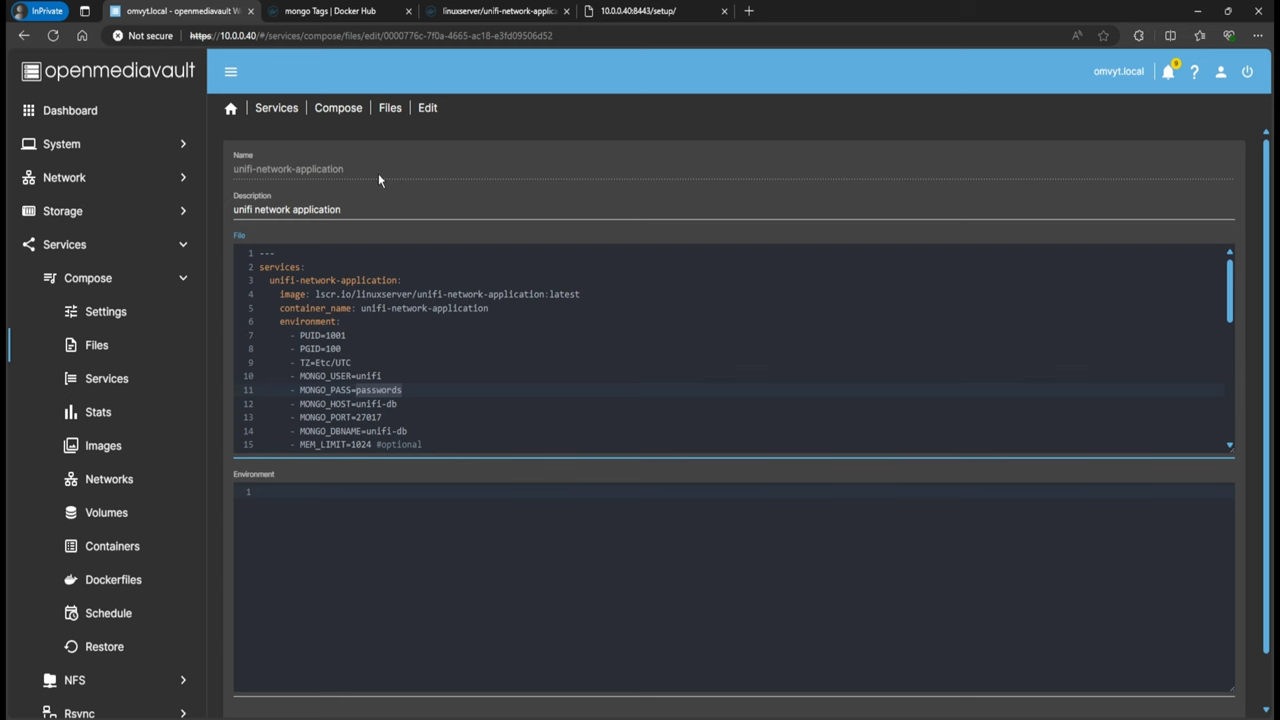 InPrivate
omvyt.local - openmediavault W
mongo Tags | Docker Hub
linuxserver/unifi-network-applic
10.0.0.40:8443/setup/
Not secure
https://10.0.0.40/#/services/compose/files/edit/0000776c-7f0a-4665-ac18-e3fd09506d52
openmediavault
omvyt.local
Dashboard
System
Network
Storage
Services
Compose
Settings
Files
Services
Stats
Images
Networks
Volumes
Containers
Dockerfiles
Schedule
Restore
NFS
Rsync
Services | Compose | Files | Edit
Name
unifi-network-application
Description
unifi network application
File
1 ---
2 services:
3 unifi-network-application:
4 image: lscr.io/linuxserver/unifi-network-application:latest
5 container_name: unifi-network-application
6 environment:
7 - PUID=1001
8 - PGID=100
9 - TZ=Etc/UTC
10 - MONGO_USER=unifi
11 - MONGO_PASS=passwords
12 - MONGO_HOST=unifi-db
13 - MONGO_PORT=27017
14 - MONGO_DBNAME=unifi-db
15 - MEM_LIMIT=1024 #optional
Environment
1